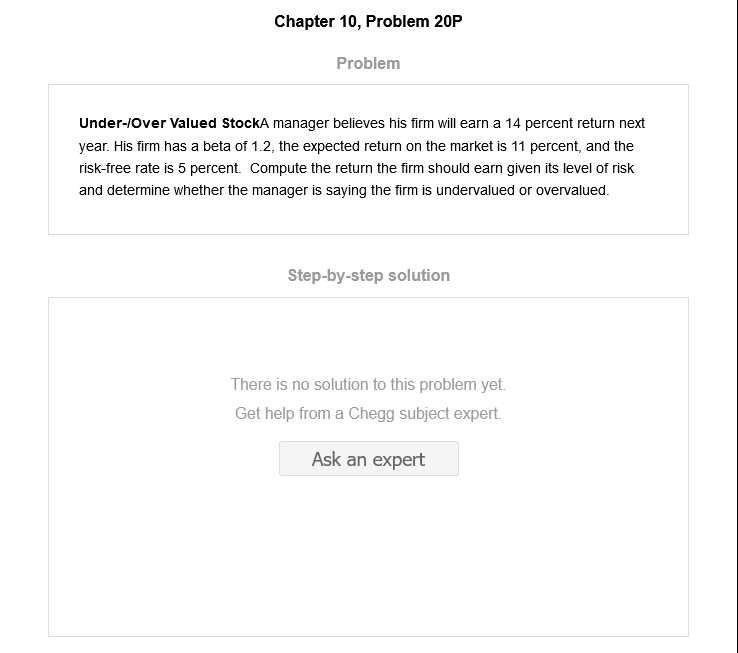 Chapter 10, Problem 20P
Problem
Under-/Over Valued StockA manager believes his firm will earn a 14 percent return next
year. His firm has a beta of 1.2, the expected return on the market is 11 percent, and the
risk-free rate is 5 percent.  Compute the return the firm should earn given its level of risk
and determine whether the manager is saying the firm is undervalued or overvalued.
Step-by-step solution
There is no solution to this problem yet.
Get help from a Chegg subject expert.
Ask an expert